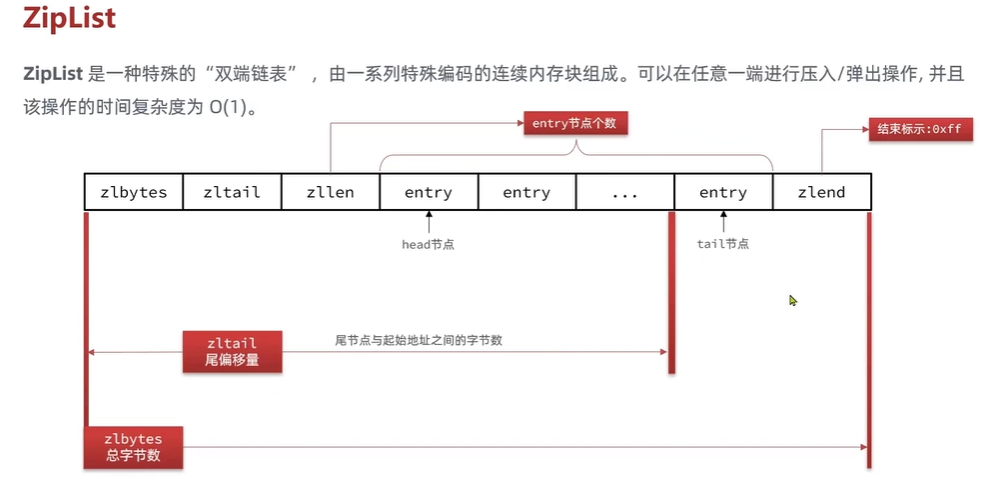 ZipList
ZipList 是一种特殊的“双端链表” ，由一系列特殊编码的连续内存块组成。可以在任意一端进行压入/弹出操作, 并且
该操作的时间复杂度为 O(1)。
entry节点个数
结束标示:0xff
zlbytes zltail zllen entry entry ... entry zlend
head节点
tail节点
zltail
尾偏移量
尾节点与起始地址之间的字节数
zlbytes
总字节数